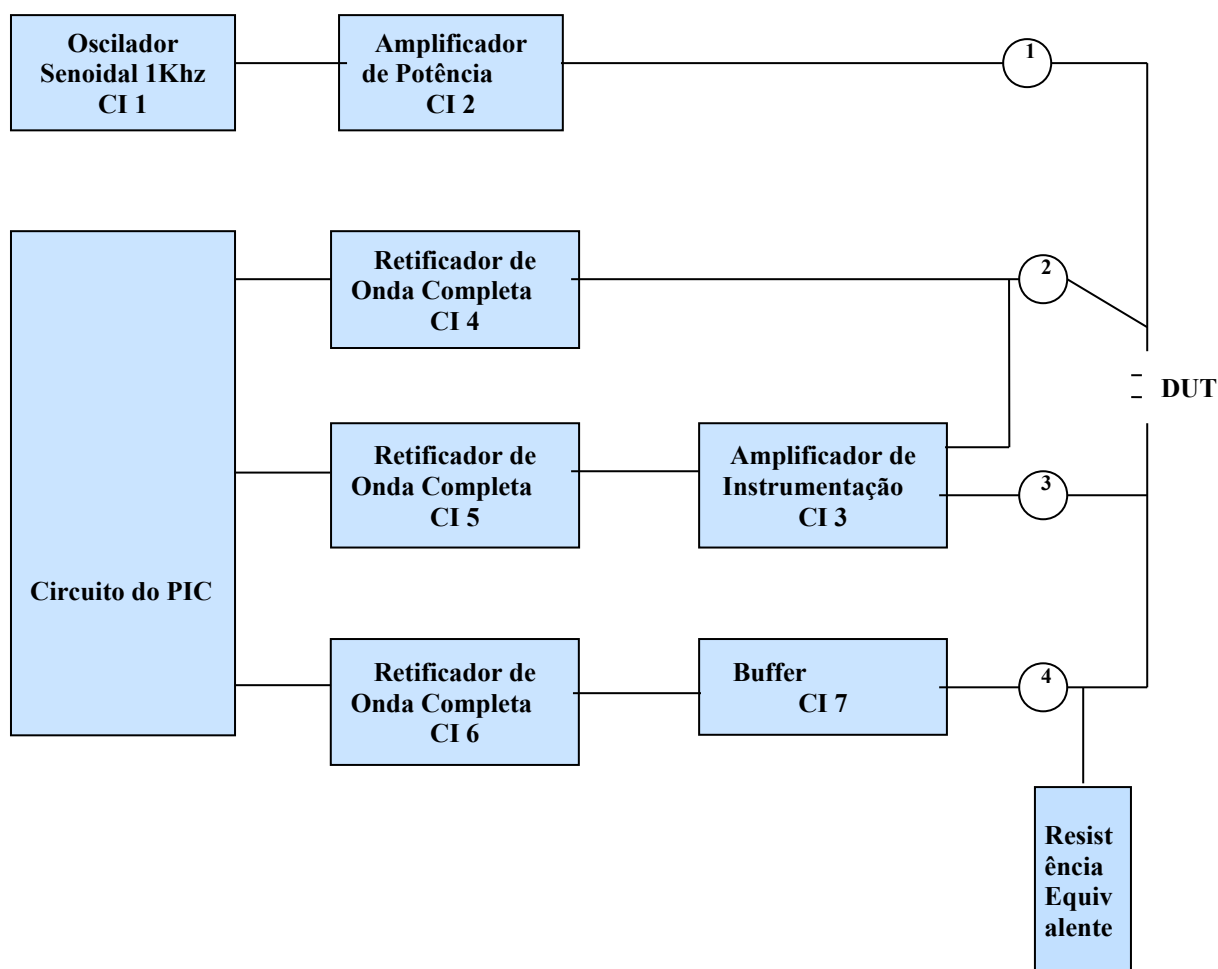 Oscilador
Senoidal 1Khz
CI 1
Amplificador
de Potência
CI 2
1
Retificador de
Onda Completa
CI 4
2
DUT
Retificador de
Onda Completa
CI 5
Amplificador de
Instrumentação
CI 3
3
Circuito do PIC
Retificador de
Onda Completa
CI 6
Buffer
CI 7
4
Resist
ência
Equiv
alente